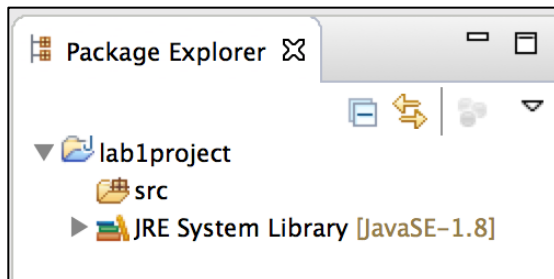 Package Explorer
lab1project
src
JRE System Library [JavaSE-1.8]